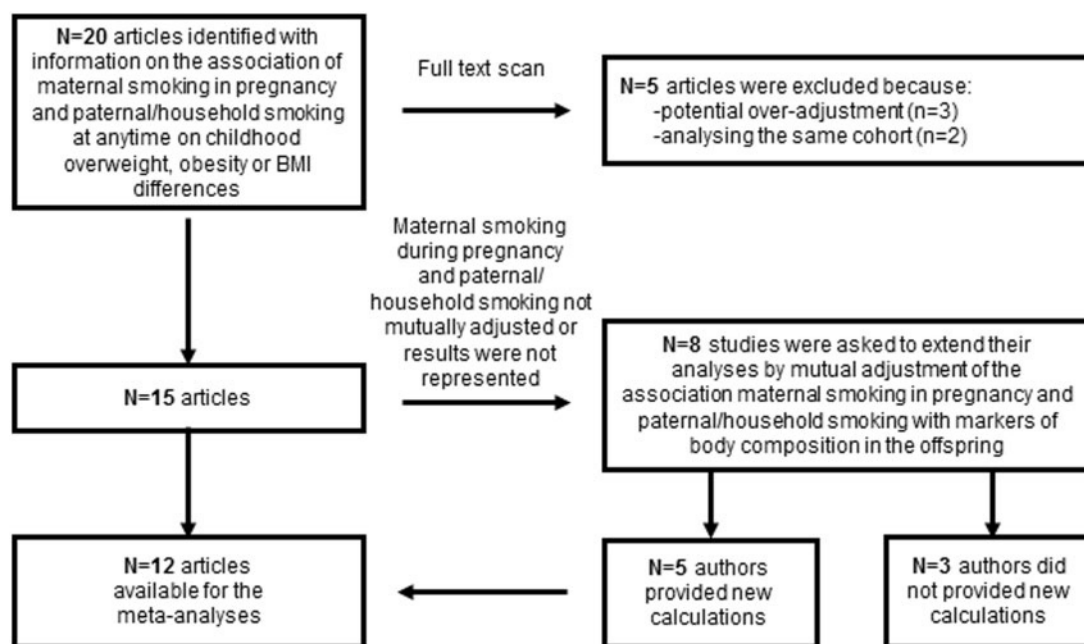 N=20 articles identified with
information on the association of
maternal smoking in pregnancy
and paternal/household smoking
at anytime on childhood
overweight, obesity or BMI
differences
Full text scan
N=5 articles were excluded because:
-potential over-adjustment (n=3)
-analysing the same cohort (n=2)
Maternal smoking
during pregnancy
and paternal/
household smoking not
mutually adjusted or
results were not
represented
N=15 articles
N=8 studies were asked to extend their
analyses by mutual adjustment of the
association maternal smoking in pregnancy and
paternal/household smoking with markers of
body composition in the offspring
N=12 articles
available for the
meta-analyses
N=5 authors
provided new
calculations
N=3 authors did
not provided new
calculations